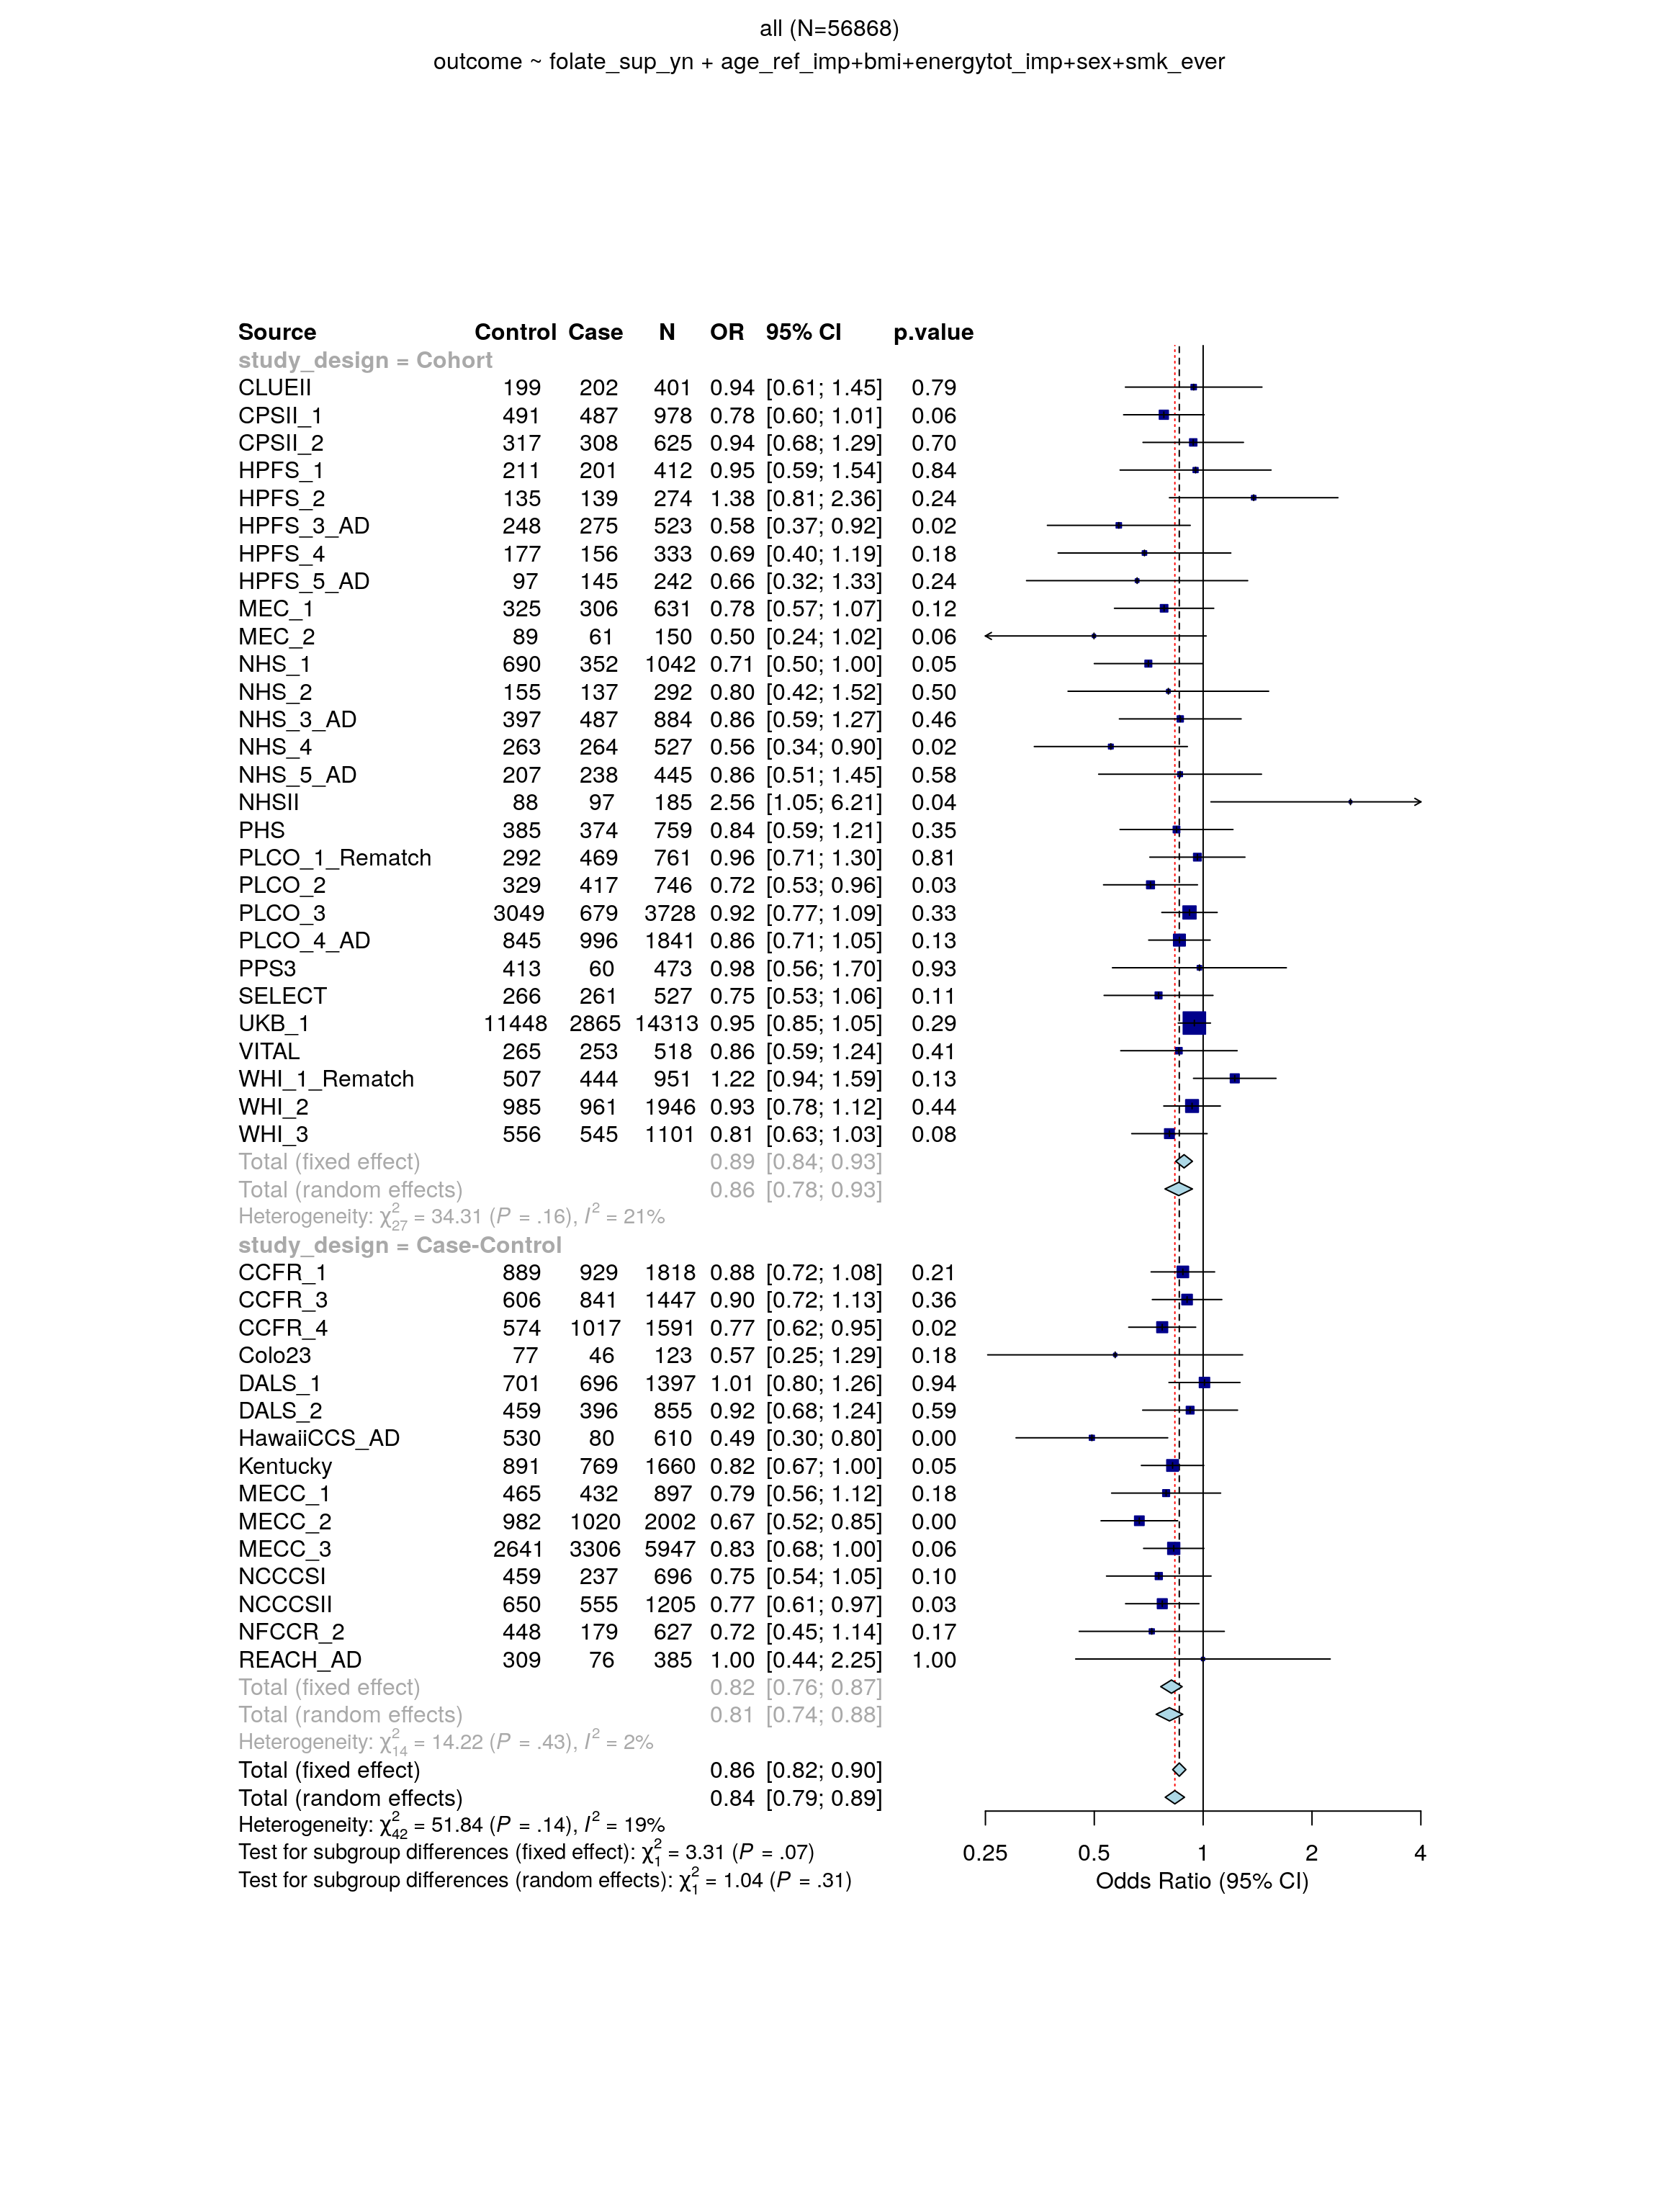 all (N=56868)
outcome ~ folate_sup_yn + age_ref_imp+bmi+energytot_imp+sex+smk_ever
Source Control Case N OR 95% CI p.value
study_design = Cohort
CLUEII 199 202 401 0.94 [0.61; 1.45] 0.79
CPSII_1 491 487 978 0.78 [0.60; 1.01] 0.06
CPSII_2 317 308 625 0.94 [0.68; 1.29] 0.70
HPFS_1 211 201 412 0.95 [0.59; 1.54] 0.84
HPFS_2 135 139 274 1.38 [0.81; 2.36] 0.24
HPFS_3_AD 248 275 523 0.58 [0.37; 0.92] 0.02
HPFS_4 177 156 333 0.69 [0.40; 1.19] 0.18
HPFS_5_AD 97 145 242 0.66 [0.32; 1.33] 0.24
MEC_1 325 306 631 0.78 [0.57; 1.07] 0.12
MEC_2 89 61 150 0.50 [0.24; 1.02] 0.06
NHS_1 690 352 1042 0.71 [0.50; 1.00] 0.05
NHS_2 155 137 292 0.80 [0.42; 1.52] 0.50
NHS_3_AD 397 487 884 0.86 [0.59; 1.27] 0.46
NHS_4 263 264 527 0.56 [0.34; 0.90] 0.02
NHS_5_AD 207 238 445 0.86 [0.51; 1.45] 0.58
NHSII 88 97 185 2.56 [1.05; 6.21] 0.04
PHS 385 374 759 0.84 [0.59; 1.21] 0.35
PLCO_1_Rematch 292 469 761 0.96 [0.71; 1.30] 0.81
PLCO_2 329 417 746 0.72 [0.53; 0.96] 0.03
PLCO_3 3049 679 3728 0.92 [0.77; 1.09] 0.33
PLCO_4_AD 845 996 1841 0.86 [0.71; 1.05] 0.13
PPS3 413 60 473 0.98 [0.56; 1.70] 0.93
SELECT 266 261 527 0.75 [0.53; 1.06] 0.11
UKB_1 11448 2865 14313 0.95 [0.85; 1.05] 0.29
VITAL 265 253 518 0.86 [0.59; 1.24] 0.41
WHI_1_Rematch 507 444 951 1.22 [0.94; 1.59] 0.13
WHI_2 985 961 1946 0.93 [0.78; 1.12] 0.44
WHI_3 556 545 1101 0.81 [0.63; 1.03] 0.08
Total (fixed effect) 0.89 [0.84; 0.93]
Total (random effects) 0.86 [0.78; 0.93]
Heterogeneity: χ²₂₇ = 34.31 (P = .16), I² = 21%
study_design = Case-Control
CCFR_1 889 929 1818 0.88 [0.72; 1.08] 0.21
CCFR_3 606 841 1447 0.90 [0.72; 1.13] 0.36
CCFR_4 574 1017 1591 0.77 [0.62; 0.95] 0.02
Colo23 77 46 123 0.57 [0.25; 1.29] 0.18
DALS_1 701 696 1397 1.01 [0.80; 1.26] 0.94
DALS_2 459 396 855 0.92 [0.68; 1.24] 0.59
HawaiiCCS_AD 530 80 610 0.49 [0.30; 0.80] 0.00
Kentucky 891 769 1660 0.82 [0.67; 1.00] 0.05
MECC_1 465 432 897 0.79 [0.56; 1.12] 0.18
MECC_2 982 1020 2002 0.67 [0.52; 0.85] 0.00
MECC_3 2641 3306 5947 0.83 [0.68; 1.00] 0.06
NCCCSI 459 237 696 0.75 [0.54; 1.05] 0.10
NCCCSII 650 555 1205 0.77 [0.61; 0.97] 0.03
NFCCR_2 448 179 627 0.72 [0.45; 1.14] 0.17
REACH_AD 309 76 385 1.00 [0.44; 2.25] 1.00
Total (fixed effect) 0.82 [0.76; 0.87]
Total (random effects) 0.81 [0.74; 0.88]
Heterogeneity: χ²₁₄ = 14.22 (P = .43), I² = 2%
Total (fixed effect) 0.86 [0.82; 0.90]
Total (random effects) 0.84 [0.79; 0.89]
Heterogeneity: χ²₄₂ = 51.84 (P = .14), I² = 19%
Test for subgroup differences (fixed effect): χ²₁ = 3.31 (P = .07)
Test for subgroup differences (random effects): χ²₁ = 1.04 (P = .31)
0.25 0.5 1 2 4
Odds Ratio (95% CI)